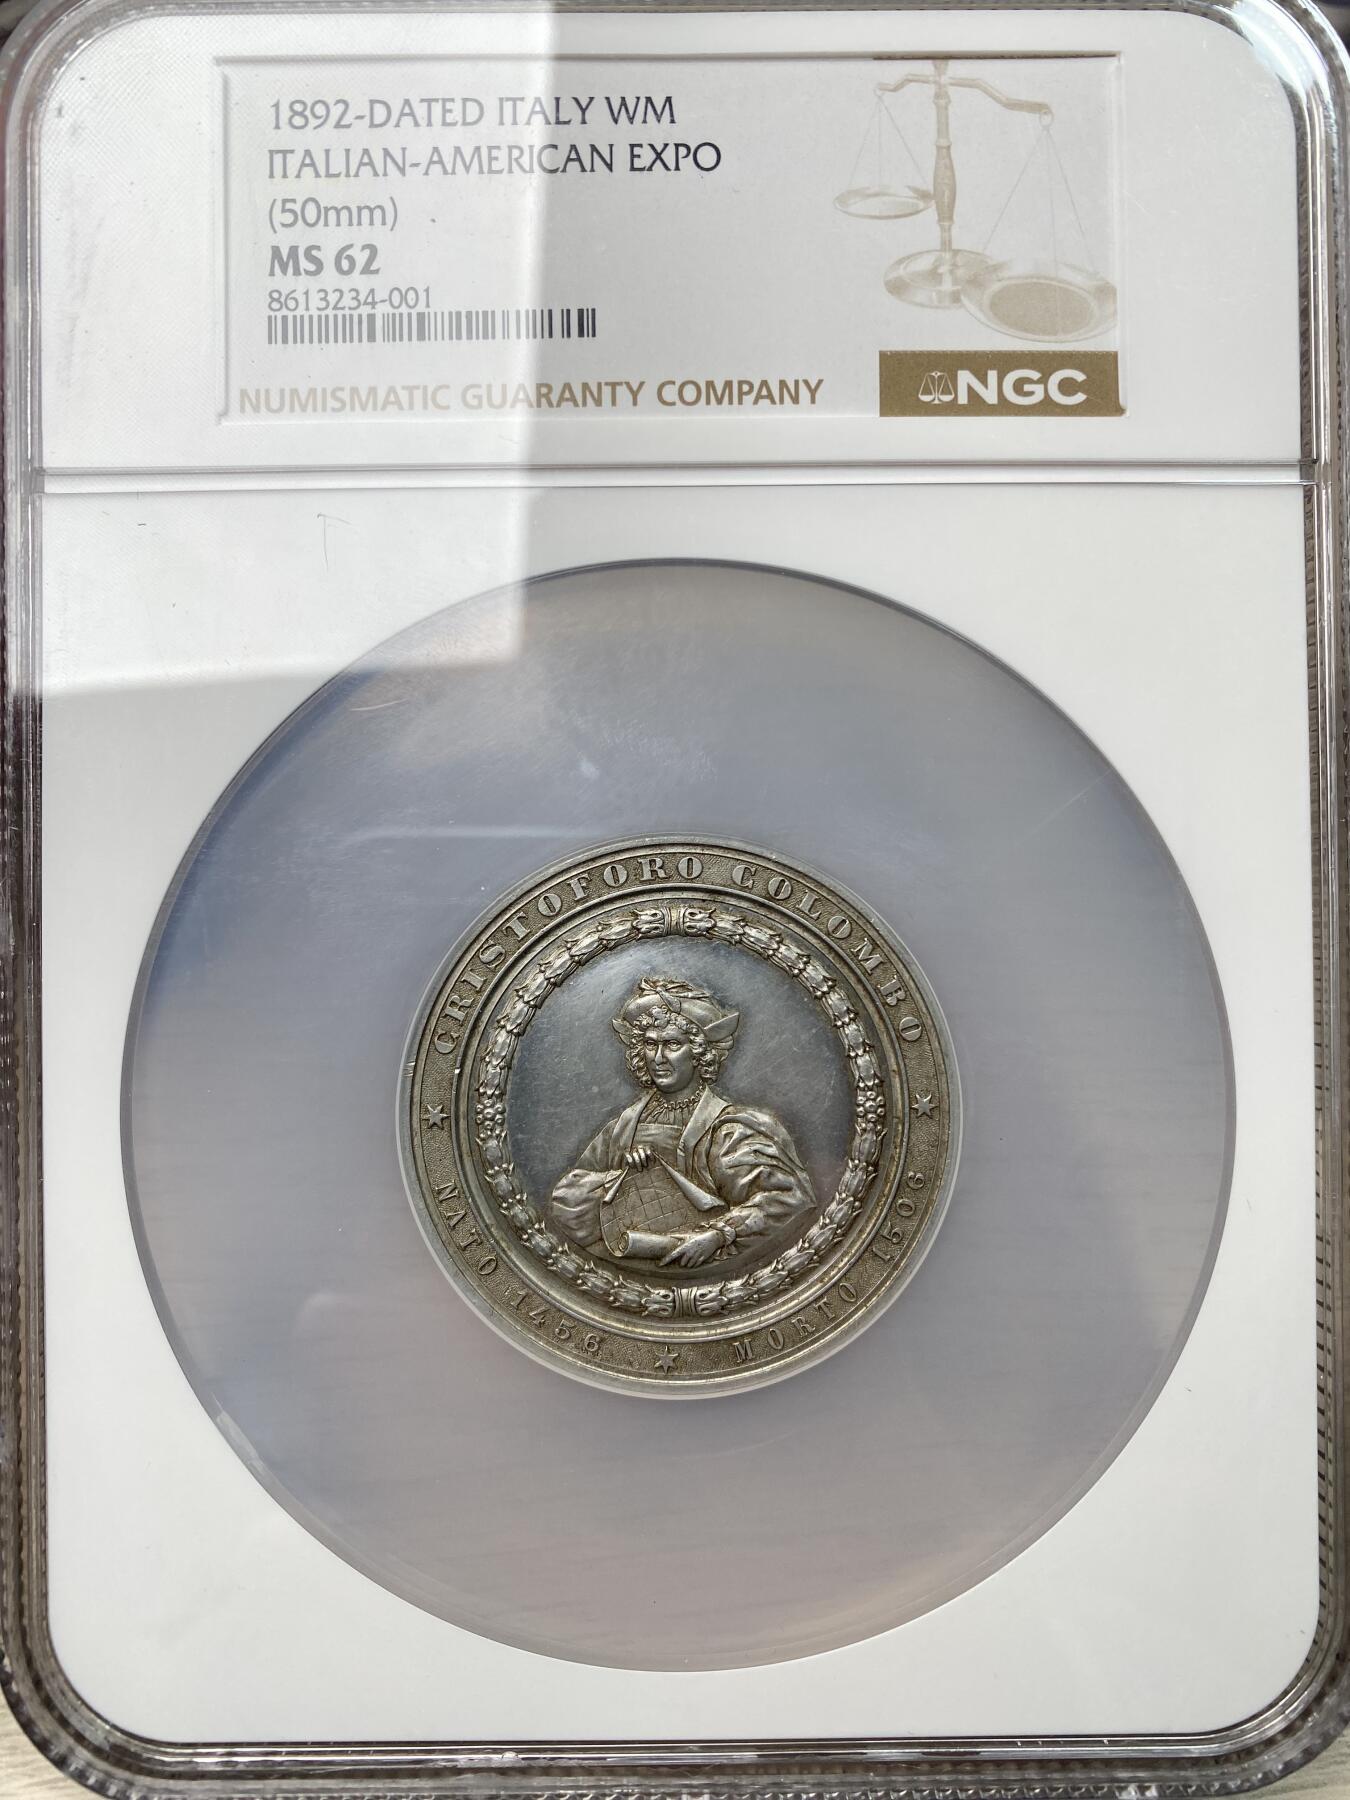 1892-DATED ITALY WM
ITALIAN-AMERICAN EXPO
(50mm)
MS 62
8613234-001
NUMISMATIC GUARANTY COMPANY
NGC
CRISTOFORO COLOMBO
NATO 1456 MORTO 1506